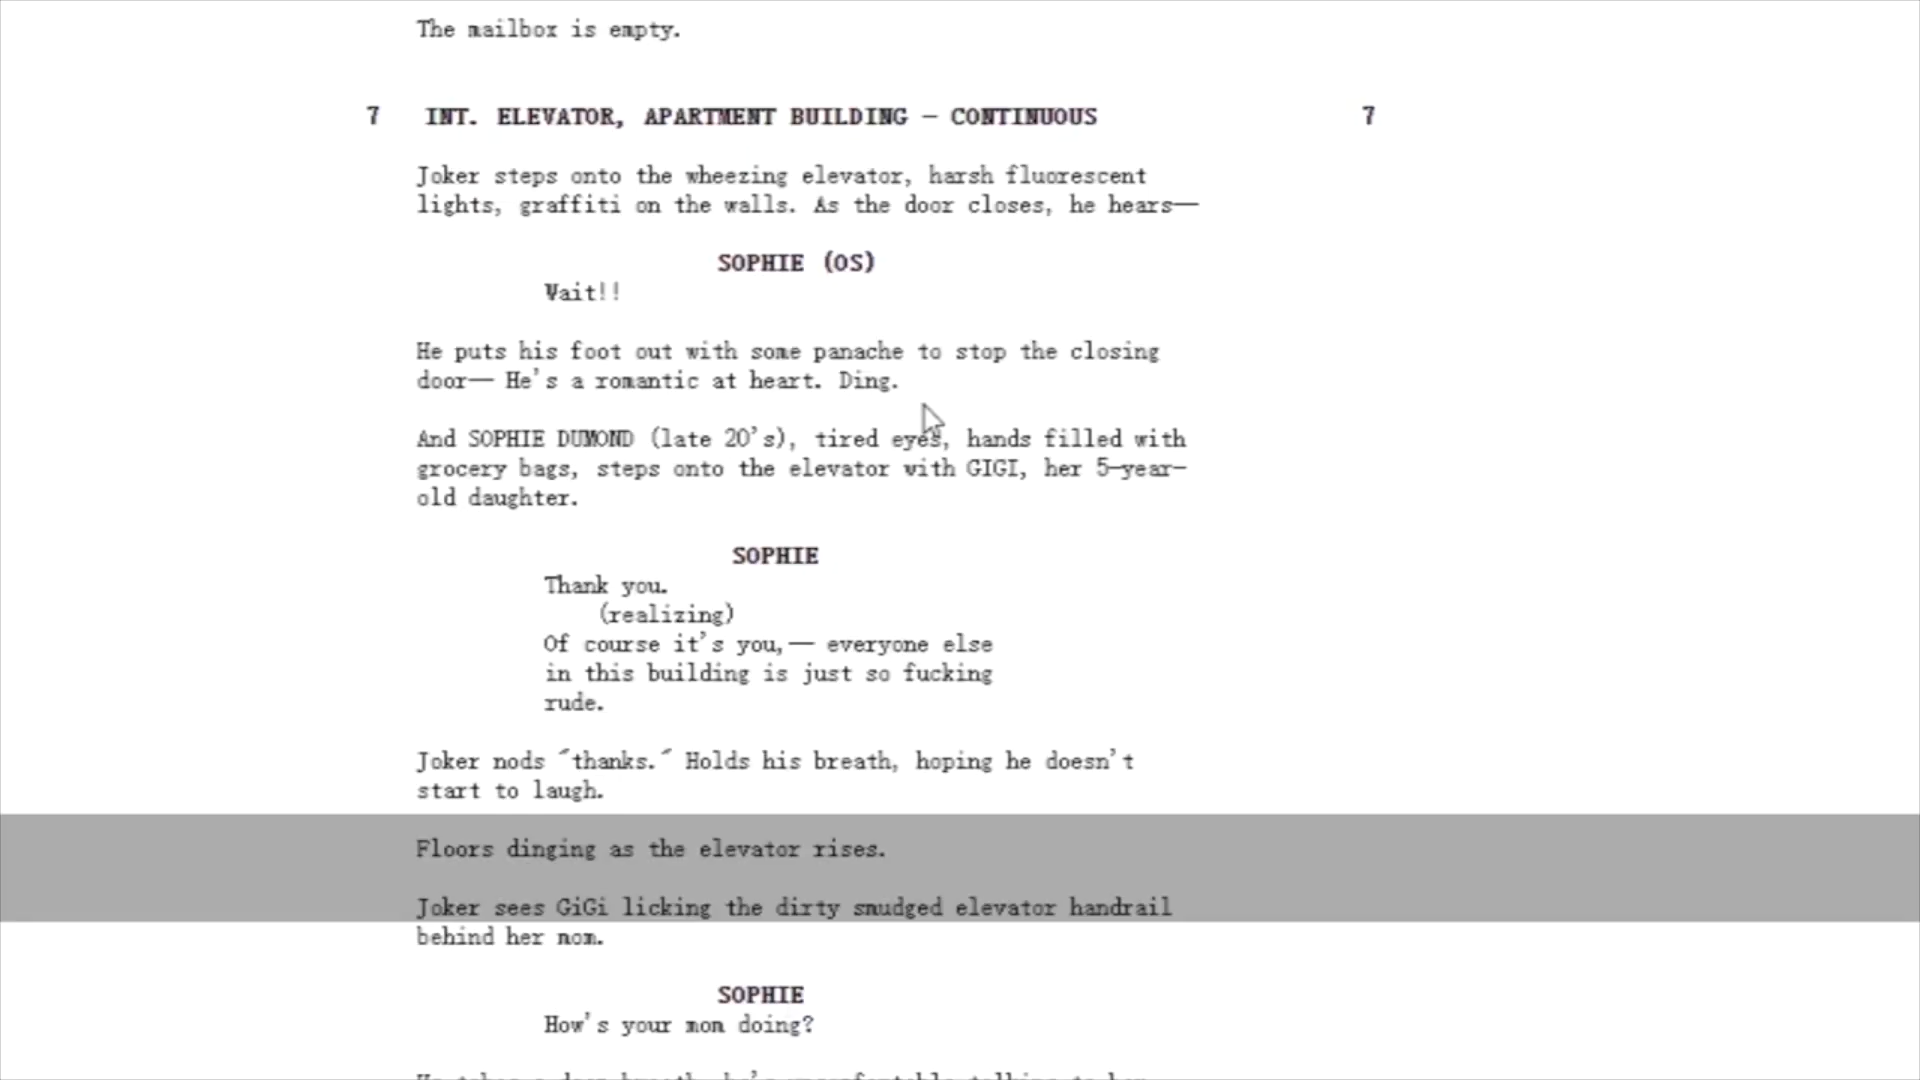 The mailbox is empty.
7 INT. ELEVATOR, APARTMENT BUILDING — CONTINUOUS 7
Joker steps onto the wheezing elevator, harsh fluorescent
lights, graffiti on the walls. As the door closes, he hears—
SOPHIE (OS)
Wait!!
He puts his foot out with some panache to stop the closing
door— He's a romantic at heart. Ding.
And SOPHIE DUMOND (late 20's), tired eyes, hands filled with
grocery bags, steps onto the elevator with GIGI, her 5—year—
old daughter.
SOPHIE
Thank you.
(realizing)
Of course it's you,— everyone else
in this building is just so fucking
rude.
Joker nods "thanks." Holds his breath, hoping he doesn't
start to laugh.
Floors dinging as the elevator rises.
Joker sees GiGi licking the dirty smudged elevator handrail
behind her mom.
SOPHIE
How's your mom doing?